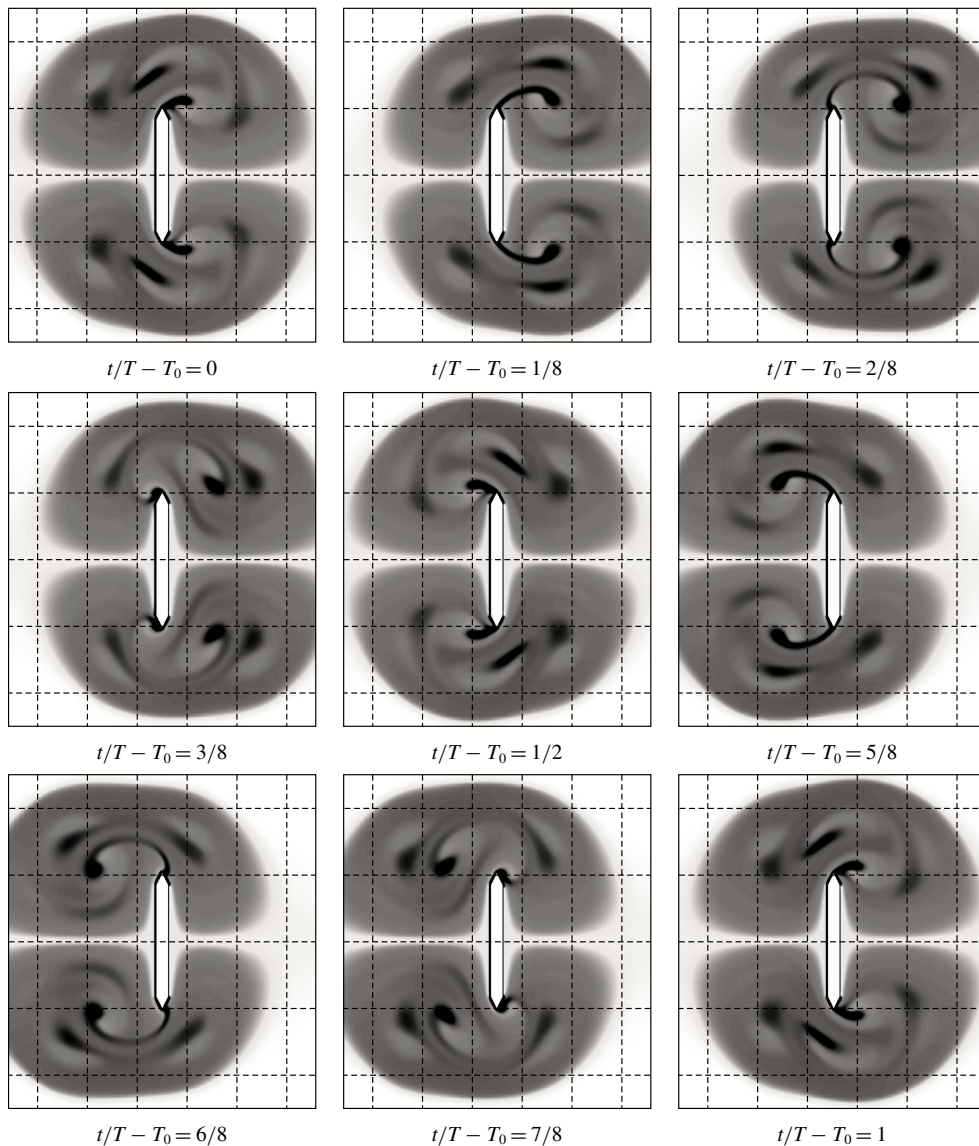 t/T − T₀ = 0
t/T − T₀ = 1/8
t/T − T₀ = 2/8
t/T − T₀ = 3/8
t/T − T₀ = 1/2
t/T − T₀ = 5/8
t/T − T₀ = 6/8
t/T − T₀ = 7/8
t/T − T₀ = 1